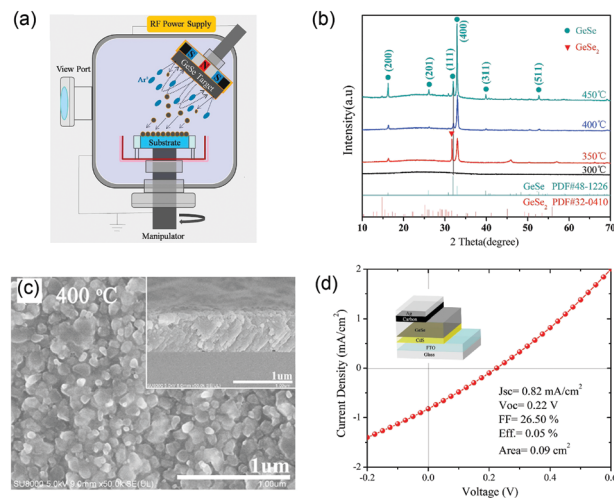 (a)
RF Power Supply
View Port
Ar⁺
S
N
S
GeSe Target
Substrate
Manipulator
(b)
GeSe
GeSe₂
(200)
(201)
(111)
(400)
(311)
(511)
450℃
400℃
350℃
300℃
GeSe PDF#48-1226
GeSe₂ PDF#32-0410
Intensity(a.u)
10 20 30 40 50 60 70
2 Theta(degree)
(c)
400 °C
1um
1um
1.00um
(d)
Ag
Carbon
GeSe
CdS
FTO
Glass
Jsc= 0.82 mA/cm²
Voc= 0.22 V
FF= 26.50 %
Eff.= 0.05 %
Area= 0.09 cm²
Current Density (mA/cm²)
2
1
0
-1
-2
-0.2 0.0 0.2 0.4 0.6
Voltage (V)